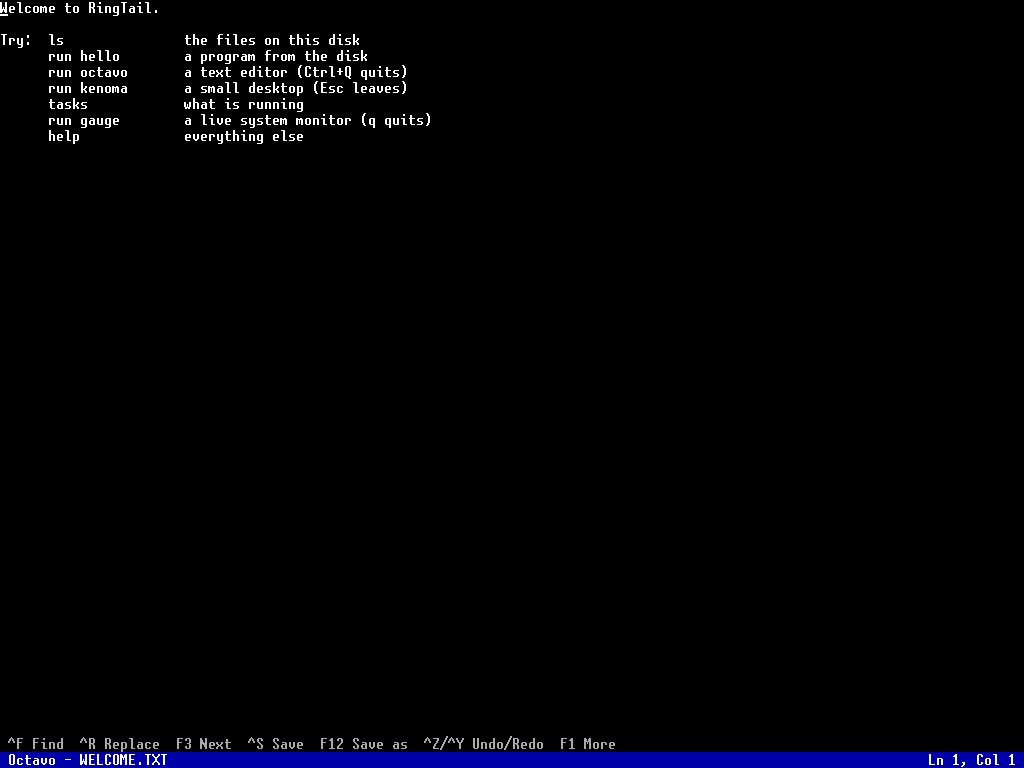 Welcome to RingTail.

Try:  ls               the files on this disk
      run hello        a program from the disk
      run octavo       a text editor (Ctrl+Q quits)
      run kenoma       a small desktop (Esc leaves)
      tasks            what is running
      run gauge        a live system monitor (q quits)
      help             everything else

^F Find  ^R Replace  F3 Next  ^S Save  F12 Save as  ^Z/^Y Undo/Redo  F1 More
Octavo - WELCOME.TXT  Ln 1, Col 1